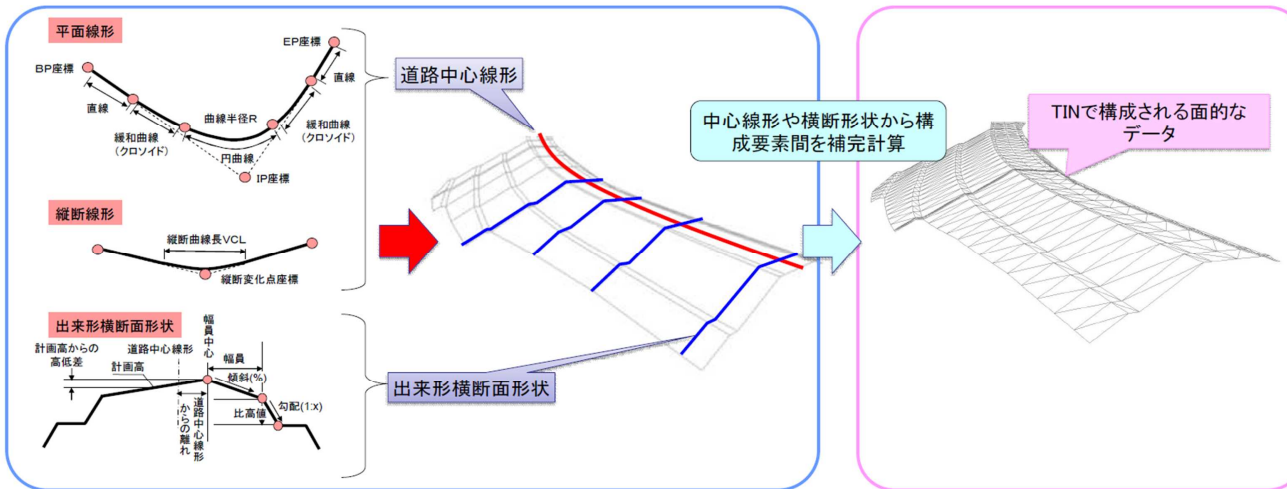 平面線形
EP座標
BP座標
直線
直線
曲線半径R
緩和曲線
(クロソイド)
緩和曲線
(クロソイド)
円曲線
IP座標
縦断線形
縦断曲線長VCL
縦断変化点座標
出来形横断面形状
幅員中心
計画高からの
高低差
道路中心線形
計画高
幅員
傾斜(%)
勾配(1:x)
比高値
道路中心線形
からの離れ
道路中心線形
出来形横断面形状
中心線形や横断形状から構
成要素間を補完計算
TINで構成される面的な
データ